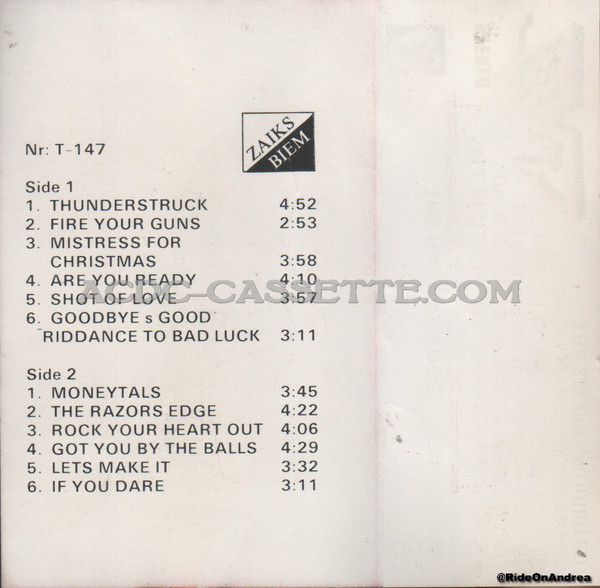 ZAIKS
BIEM
Nr: T-147
Side 1
1. THUNDERSTRUCK 4:52
2. FIRE YOUR GUNS 2:53
3. MISTRESS FOR
CHRISTMAS 3:58
4. ARE YOU READY 4:10
5. SHOT OF LOVE 3:57
ACDC-CASSETTE.COM
6. GOODBYE s GOOD
RIDDANCE TO BAD LUCK 3:11
Side 2
1. MONEYTALS 3:45
2. THE RAZORS EDGE 4:22
3. ROCK YOUR HEART OUT 4:06
4. GOT YOU BY THE BALLS 4:29
5. LETS MAKE IT 3:32
6. IF YOU DARE 3:11
@RideOnAndrea